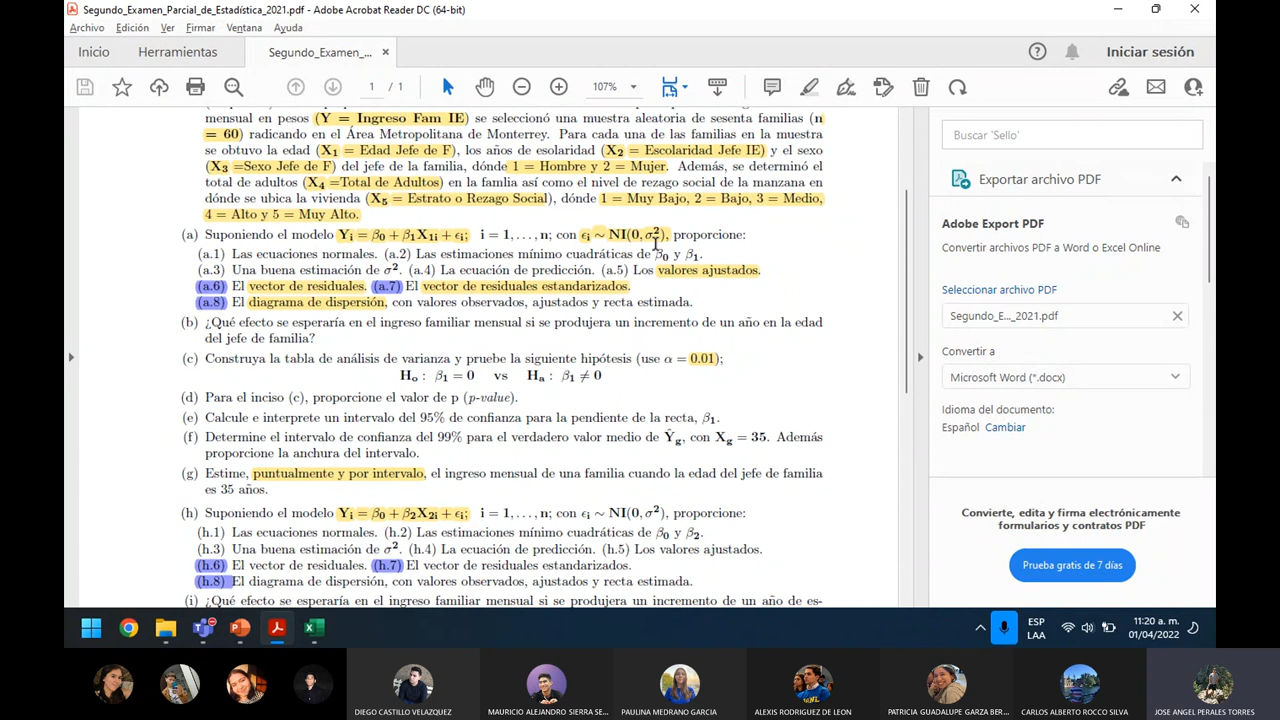 Segundo_Examen_Parcial_de_Estadística_2021.pdf - Adobe Acrobat Reader DC (64-bit)
Archivo Edición Ver Firmar Ventana Ayuda
Inicio Herramientas Segundo_Examen_... × Iniciar sesión
1 / 1 107%
mensual en pesos (Y = Ingreso Fam IE) se seleccionó una muestra aleatoria de sesenta familias (n
= 60) radicando en el Área Metropolitana de Monterrey. Para cada una de las familias en la muestra
se obtuvo la edad (X₁ = Edad Jefe de F), los años de esolaridad (X₂ = Escolaridad Jefe IE) y el sexo
(X₃ =Sexo Jefe de F) del jefe de la familia, dónde 1 = Hombre y 2 = Mujer. Además, se determinó el
total de adultos (X₄ =Total de Adultos) en la famlia así como el nivel de rezago social de la manzana en
dónde se ubica la vivienda (X₅ = Estrato o Rezago Social), dónde 1 = Muy Bajo, 2 = Bajo, 3 = Medio,
4 = Alto y 5 = Muy Alto.
(a) Suponiendo el modelo Yᵢ = β₀ + β₁X₁ᵢ + ϵᵢ; i = 1, . . . , n; con ϵᵢ ∼ NI(0, σ²), proporcione:
(a.1) Las ecuaciones normales. (a.2) Las estimaciones mínimo cuadráticas de β₀ y β₁.
(a.3) Una buena estimación de σ². (a.4) La ecuación de predicción. (a.5) Los valores ajustados.
(a.6) El vector de residuales. (a.7) El vector de residuales estandarizados.
(a.8) El diagrama de dispersión, con valores observados, ajustados y recta estimada.
(b) ¿Qué efecto se esperaría en el ingreso familiar mensual si se produjera un incremento de un año en la edad
del jefe de familia?
(c) Construya la tabla de análisis de varianza y pruebe la siguiente hipótesis (use α = 0.01);
Hₒ : β₁ = 0 vs Hₐ : β₁ ≠ 0
(d) Para el inciso (c), proporcione el valor de p (p-value).
(e) Calcule e interprete un intervalo del 95% de confianza para la pendiente de la recta, β₁.
(f) Determine el intervalo de confianza del 99% para el verdadero valor medio de Ŷg, con Xg = 35. Además
proporcione la anchura del intervalo.
(g) Estime, puntualmente y por intervalo, el ingreso mensual de una familia cuando la edad del jefe de familia
es 35 años.
(h) Suponiendo el modelo Yᵢ = β₀ + β₂X₂ᵢ + ϵᵢ; i = 1, . . . , n; con ϵᵢ ∼ NI(0, σ²), proporcione:
(h.1) Las ecuaciones normales. (h.2) Las estimaciones mínimo cuadráticas de β₀ y β₂.
(h.3) Una buena estimación de σ². (h.4) La ecuación de predicción. (h.5) Los valores ajustados.
(h.6) El vector de residuales. (h.7) El vector de residuales estandarizados.
(h.8) El diagrama de dispersión, con valores observados, ajustados y recta estimada.
(i) ¿Qué efecto se esperaría en el ingreso familiar mensual si se produjera un incremento de un año de es-
Buscar 'Sello'
Exportar archivo PDF
Adobe Export PDF
Convertir archivos PDF a Word o Excel Online
Seleccionar archivo PDF
Segundo_E..._2021.pdf
Convertir a
Microsoft Word (*.docx)
Idioma del documento:
Español Cambiar
Convierte, edita y firma electrónicamente
formularios y contratos PDF
Prueba gratis de 7 días
ESP
LAA
11:20 a. m.
01/04/2022
DIEGO CASTILLO VELAZQUEZ
MAURICIO ALEJANDRO SIERRA SE...
PAULINA MEDRANO GARCIA
ALEXIS RODRIGUEZ DE LEON
PATRICIA GUADALUPE GARZA BER...
CARLOS ALBERTO ROCCO SILVA
JOSE ANGEL PERALES TORRES